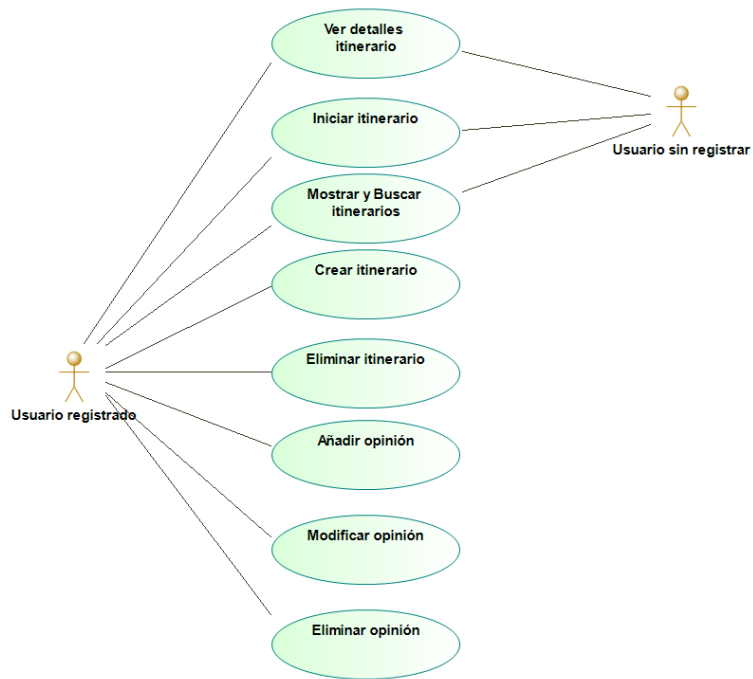 Ver detalles
itinerario
Iniciar itinerario
Usuario sin registrar
Mostrar y Buscar
itinerarios
Crear itinerario
Eliminar itinerario
Usuario registrado
Añadir opinión
Modificar opinión
Eliminar opinión